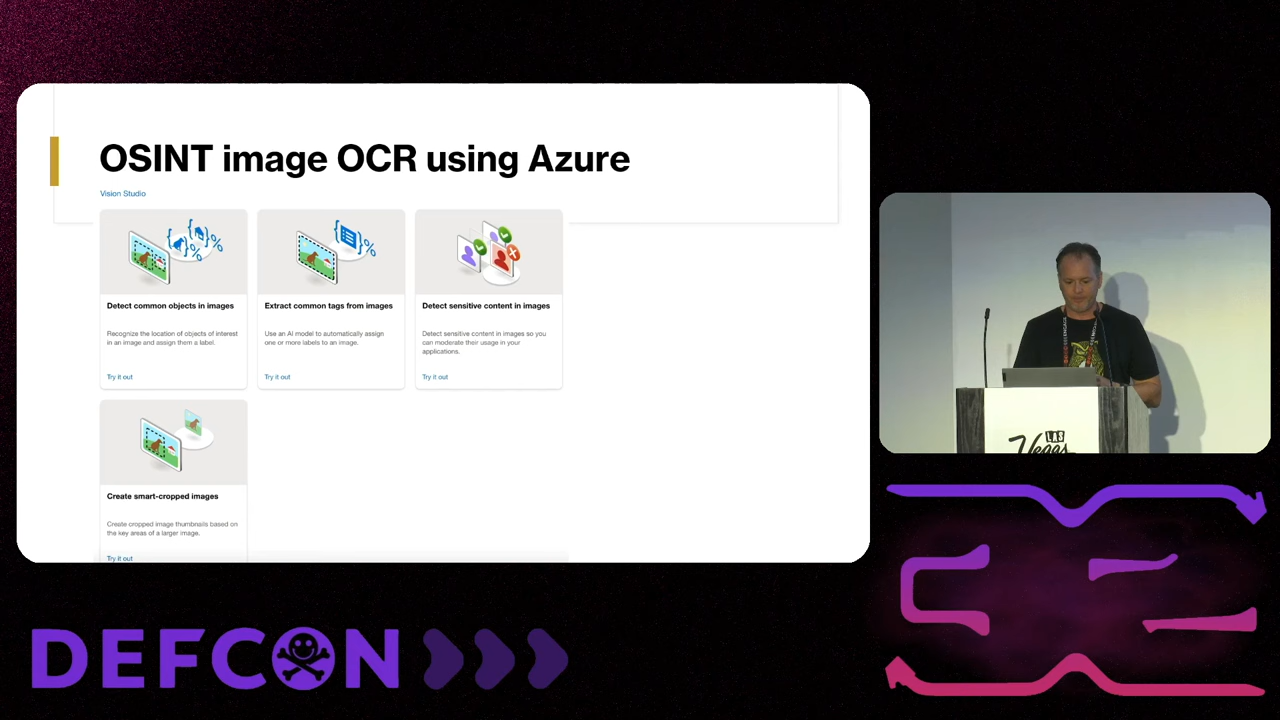 OSINT image OCR using Azure
Vision Studio
Detect common objects in images
Recognize the location of objects of interest
in an image and assign them a label.
Try it out
Extract common tags from images
Use an AI model to automatically assign
one or more labels to an image.
Try it out
Detect sensitive content in images
Detect sensitive content in images so you
can moderate their usage in your
applications.
Try it out
Create smart-cropped images
Create cropped image thumbnails based on
the key areas of a larger image.
Try it out
LAS
Vegas
DEFCON